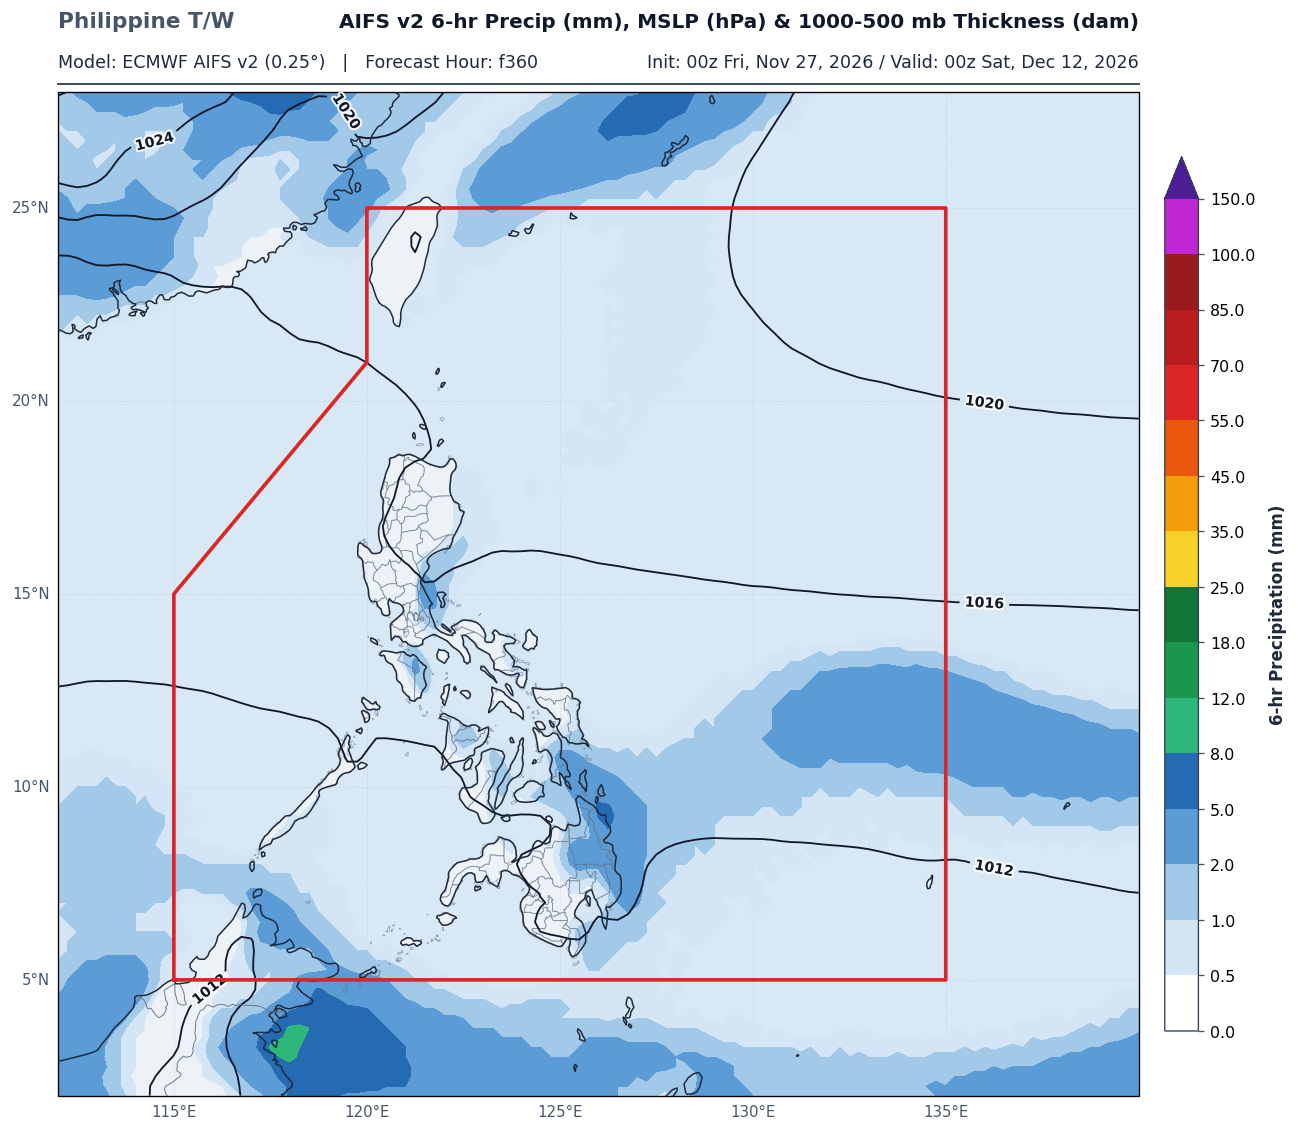 Philippine T/W
AIFS v2 6-hr Precip (mm), MSLP (hPa) & 1000-500 mb Thickness (dam)
Model: ECMWF AIFS v2 (0.25°) | Forecast Hour: f360
Init: 00z Fri, Nov 27, 2026 / Valid: 00z Sat, Dec 12, 2026
1024
1020
1020
1016
1012
1012
25°N
20°N
15°N
10°N
5°N
115°E
120°E
125°E
130°E
135°E
150.0
100.0
85.0
70.0
55.0
45.0
35.0
25.0
18.0
12.0
8.0
5.0
2.0
1.0
0.5
0.0
6-hr Precipitation (mm)